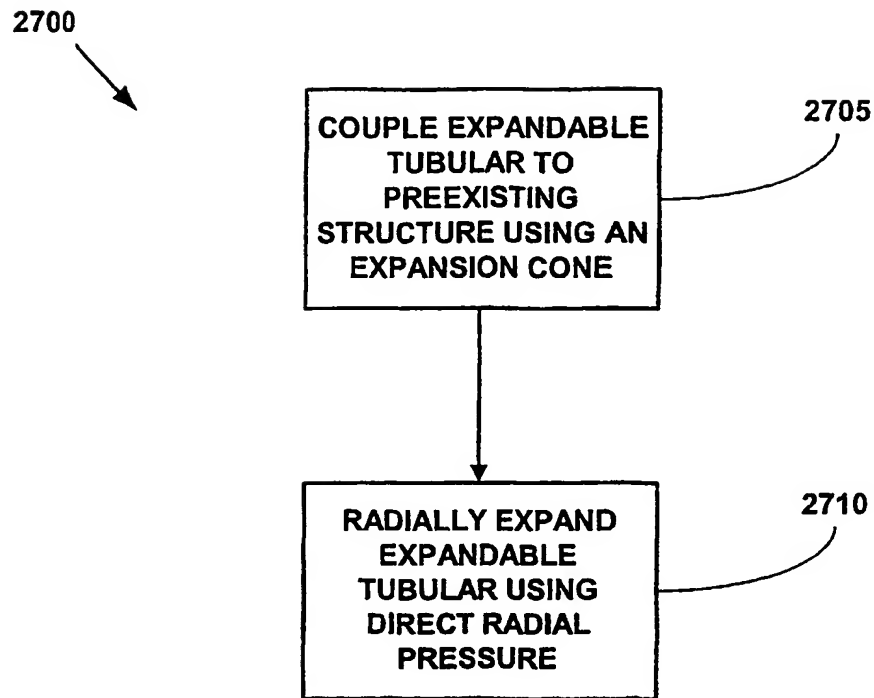 2700
COUPLE EXPANDABLE
TUBULAR TO
PREEXISTING
STRUCTURE USING AN
EXPANSION CONE
2705
RADIALLY EXPAND
EXPANDABLE
TUBULAR USING
DIRECT RADIAL
PRESSURE
2710